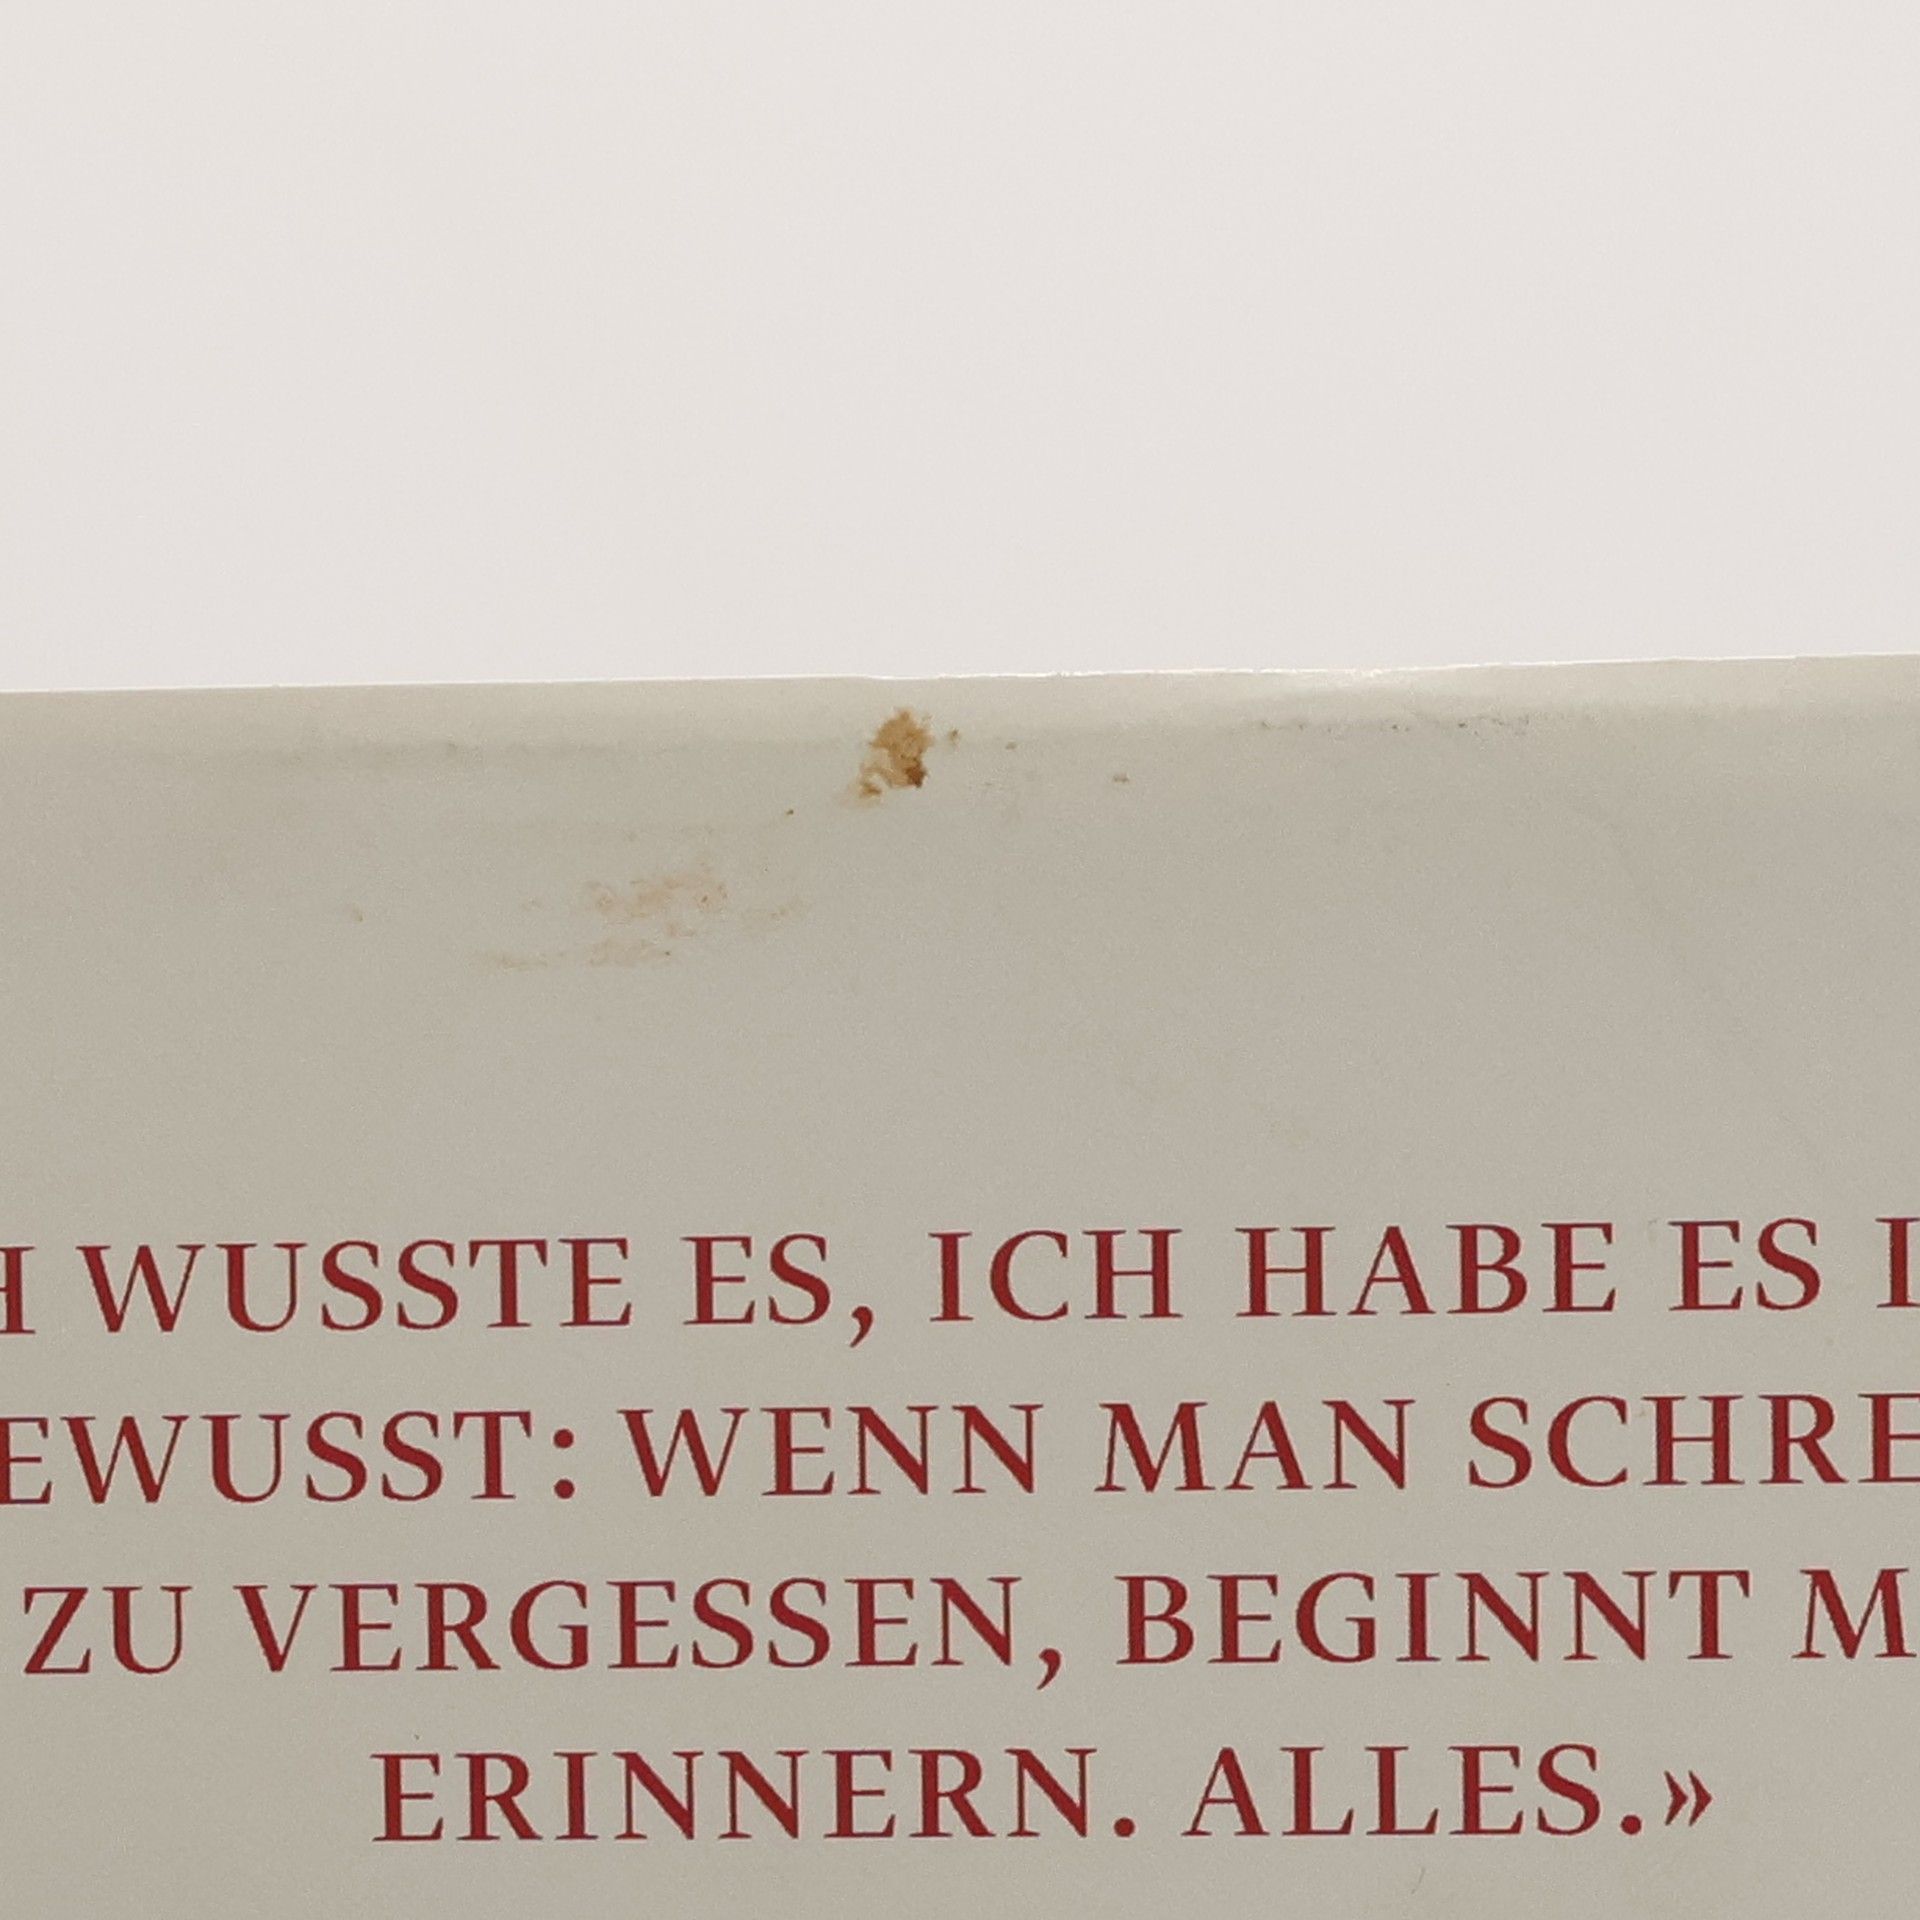 H WUSSTE ES, ICH HABE ES
EWUSST: WENN MAN SCHRE
ZU VERGESSEN, BEGINNT M
ERINNERN. ALLES.»